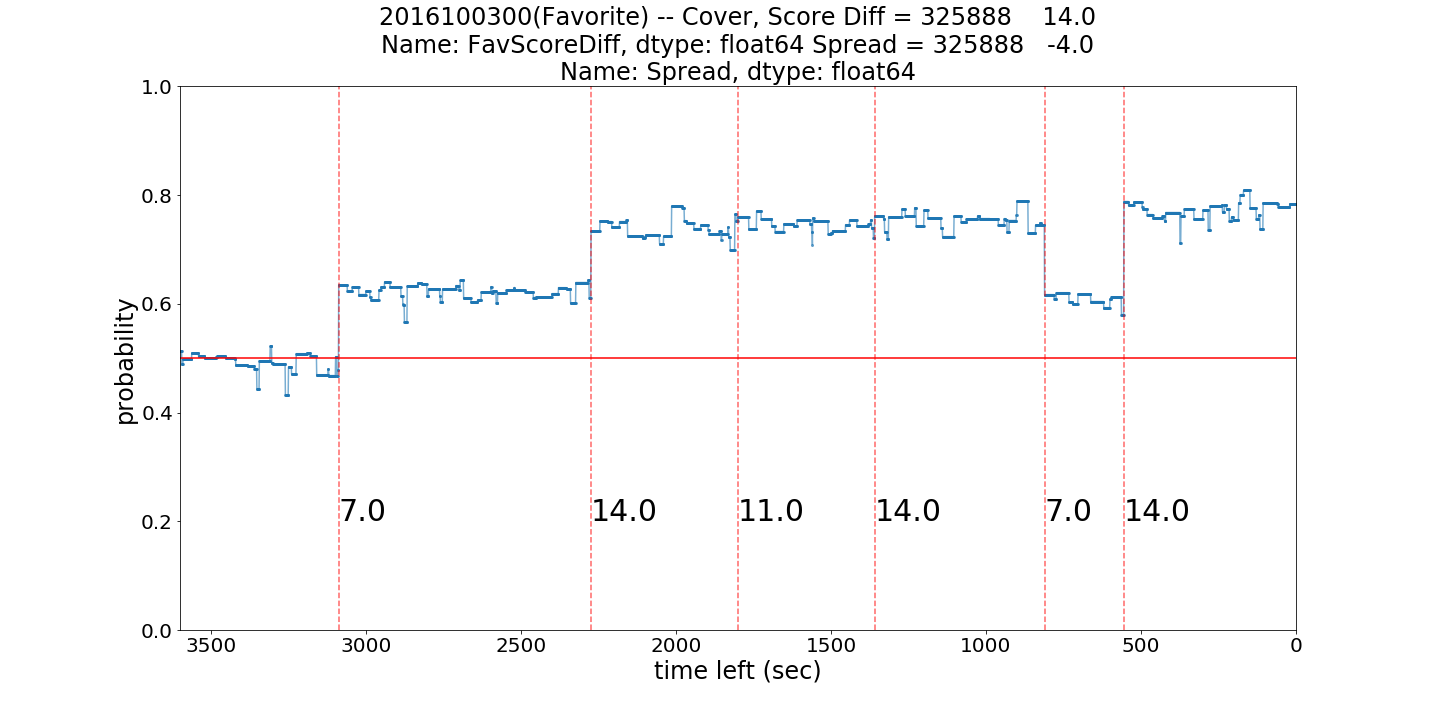 2016100300(Favorite) -- Cover, Score Diff = 325888    14.0
Name: FavScoreDiff, dtype: float64 Spread = 325888   -4.0
Name: Spread, dtype: float64
1.0
0.8
0.6
0.4
0.2
0.0
probability
7.0 14.0 11.0 14.0 7.0 14.0
3500 3000 2500 2000 1500 1000 500 0
time left (sec)